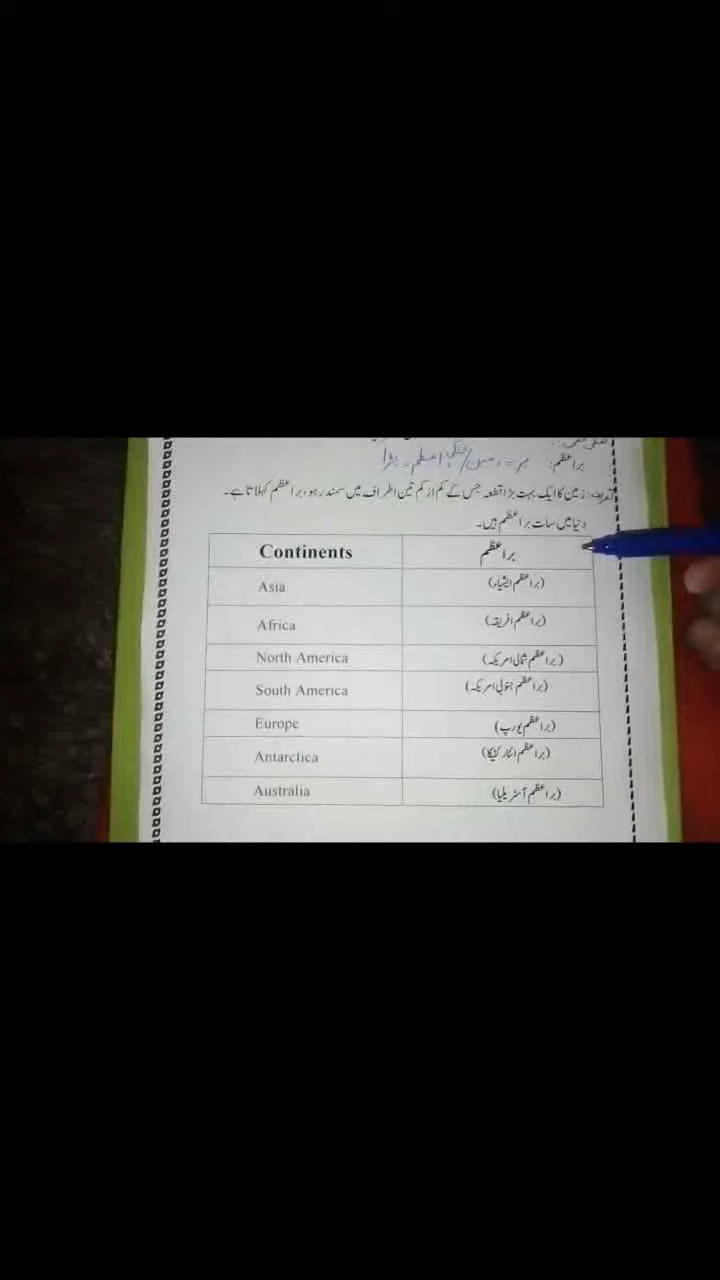 براعظم: بر = زمین/خشکی، اعظم = بڑا
تعریف: زمین کا ایک بہت بڑا قطعہ جس کے کم از کم تین اطراف میں سمندر ہو، براعظم کہلاتا ہے۔
دنیا میں سات براعظم ہیں۔
Continents براعظم
Asia (براعظم ایشیاء)
Africa (براعظم افریقہ)
North America (براعظم شمالی امریکہ)
South America (براعظم جنوبی امریکہ)
Europe (براعظم یورپ)
Antarctica (براعظم انٹارکٹیکا)
Australia (براعظم آسٹریلیا)